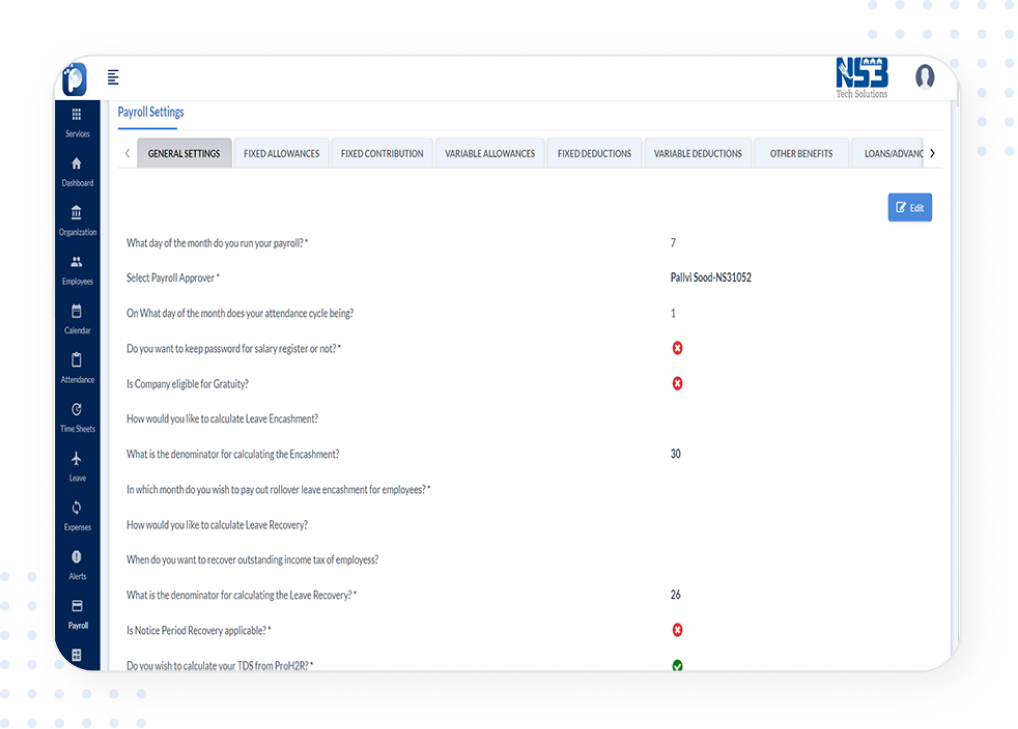 NS3
Tech Solutions
Payroll Settings
GENERAL SETTINGS FIXED ALLOWANCES FIXED CONTRIBUTION VARIABLE ALLOWANCES FIXED DEDUCTIONS VARIABLE DEDUCTIONS OTHER BENEFITS LOANS/ADVANC
Services
Dashboard
Organization
Employees
Calendar
Attendance
Time Sheets
Leave
Expenses
Alerts
Payroll
Edit
What day of the month do you run your payroll? * 7
Select Payroll Approver * Pallvi Sood-NS31052
On What day of the month does your attendance cycle being? 1
Do you want to keep password for salary register or not? *
Is Company eligible for Gratuity?
How would you like to calculate Leave Encashment?
What is the denominator for calculating the Encashment? 30
In which month do you wish to pay out rollover leave encashment for employees? *
How would you like to calculate Leave Recovery?
When do you want to recover outstanding income tax of employess?
What is the denominator for calculating the Leave Recovery? * 26
Is Notice Period Recovery applicable? *
Do you wish to calculate your TDS from ProH2R? *